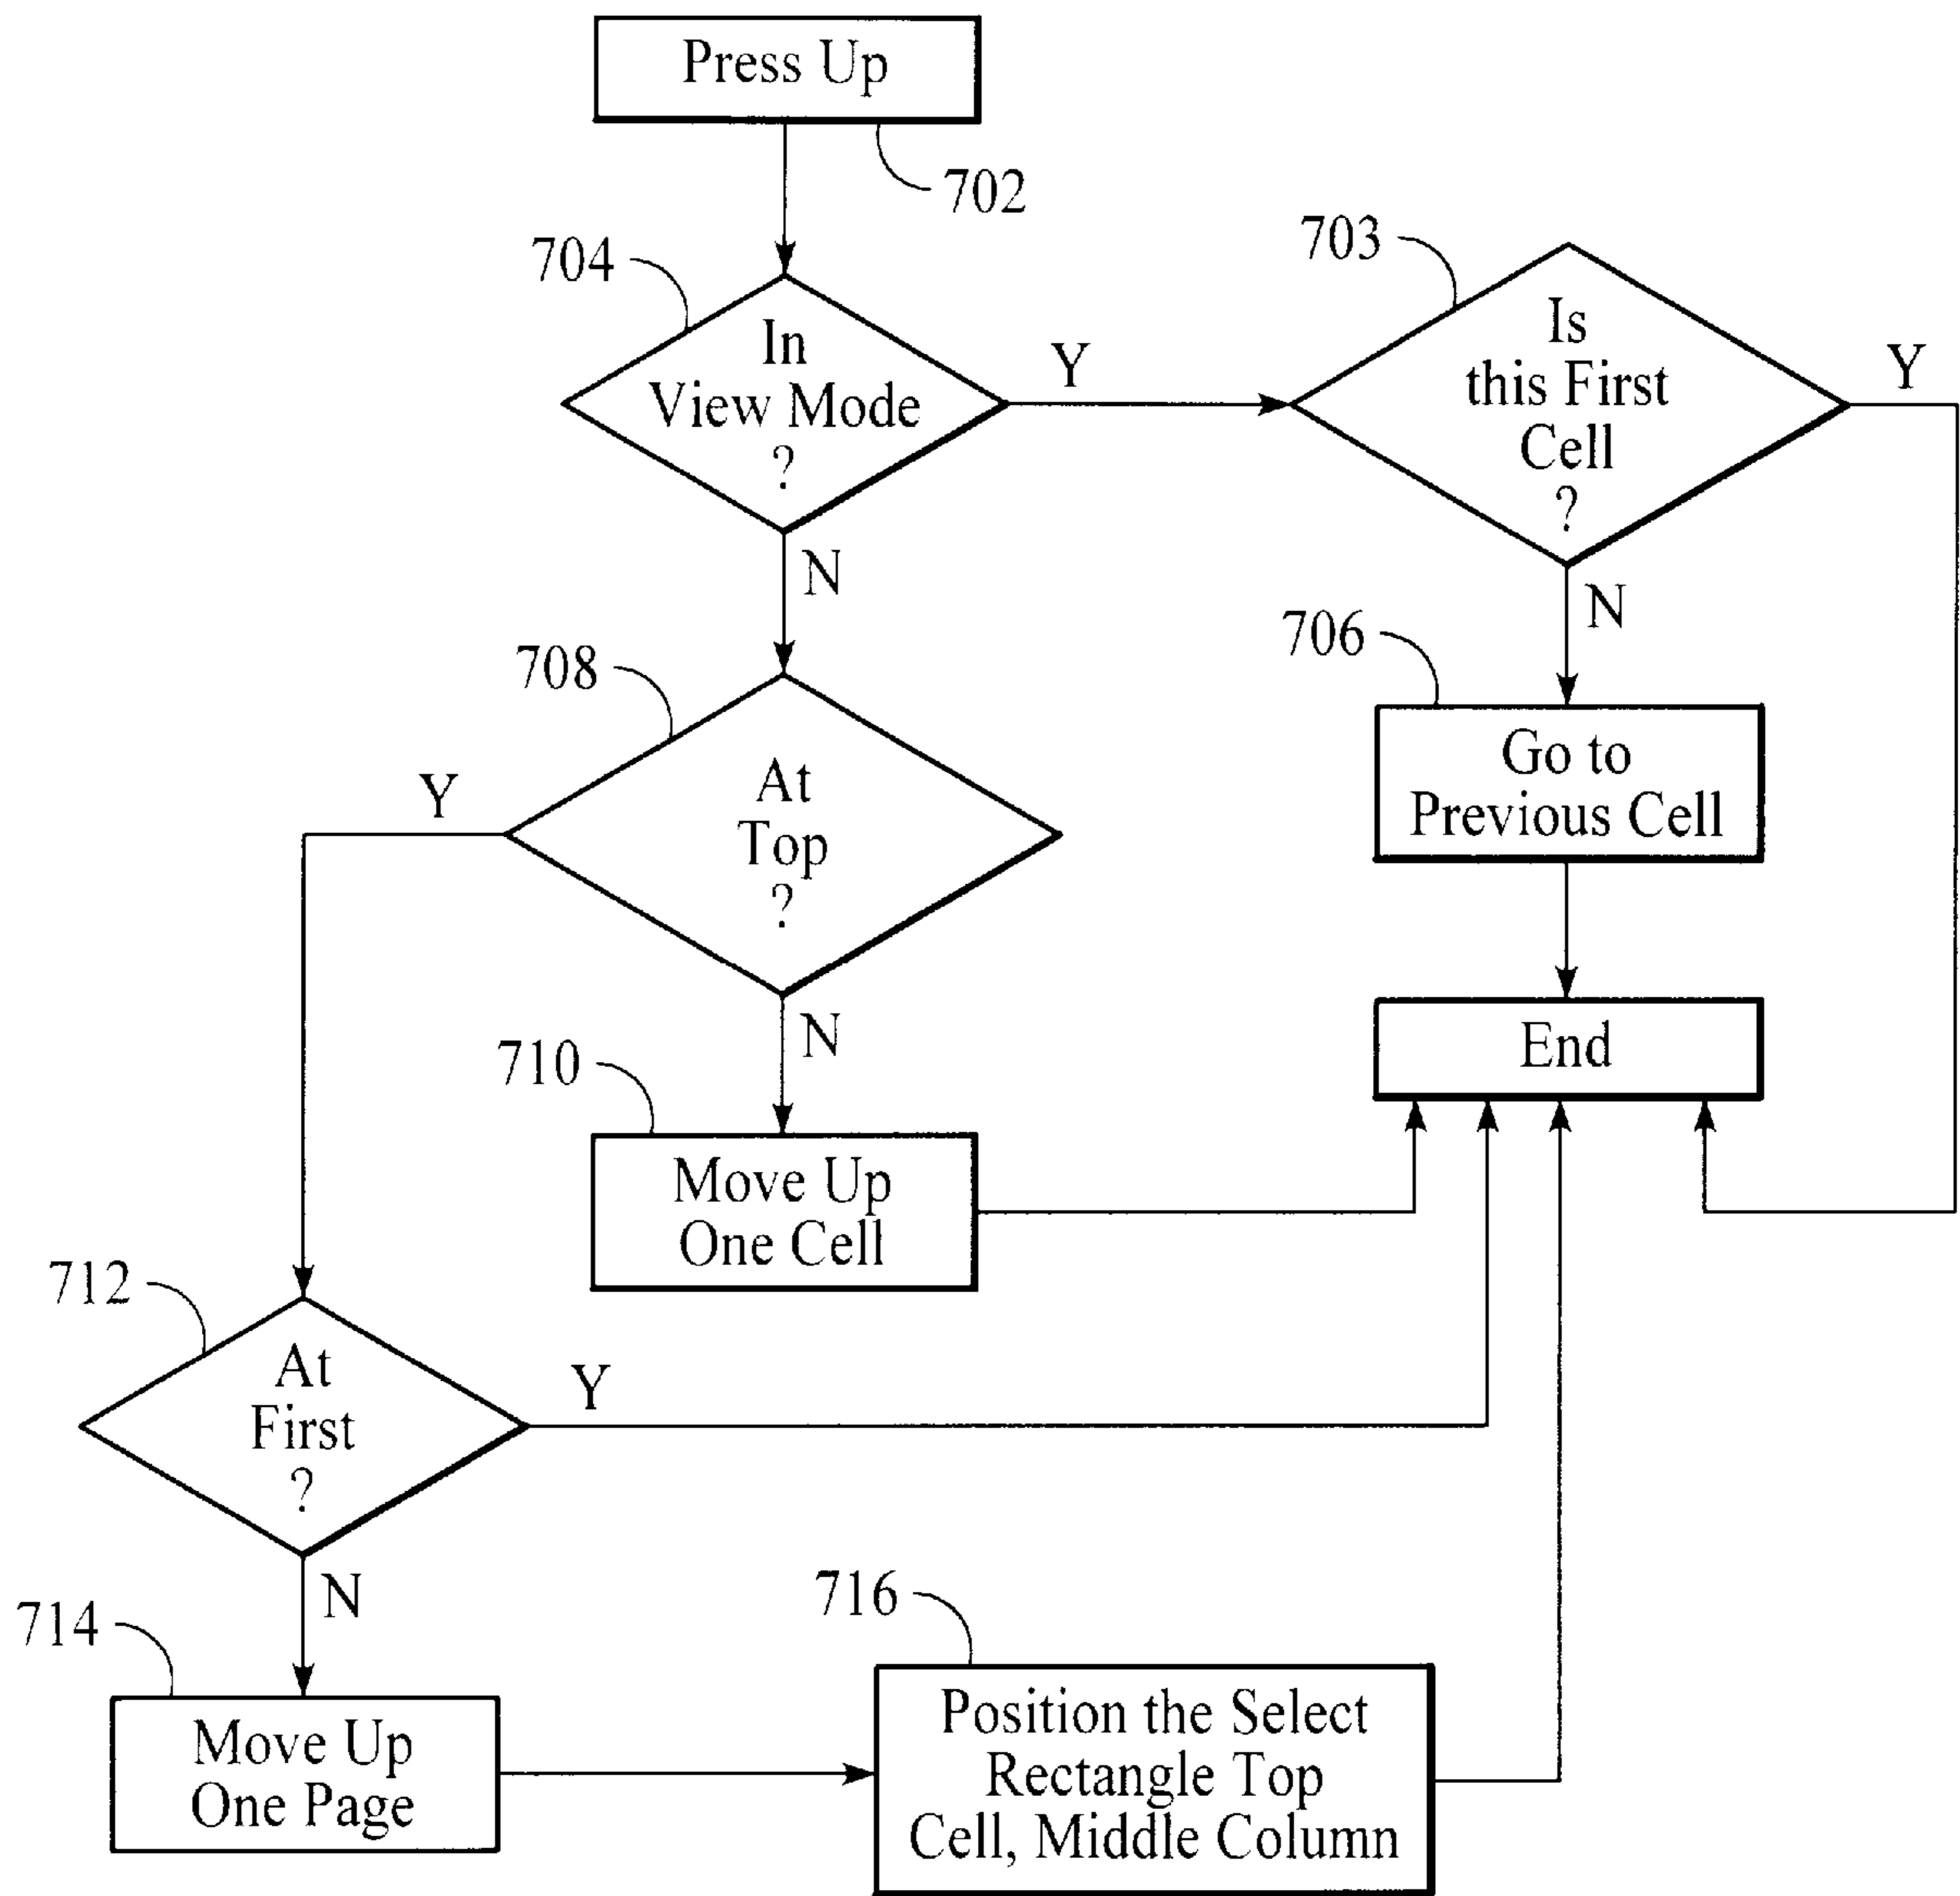 Press Up
702
704
In
View Mode
?
Y
N
703
Is
this First
Cell
?
Y
N
706
Go to
Previous Cell
End
708
At
Top
?
Y
N
710
Move Up
One Cell
712
At
First
?
Y
N
714
Move Up
One Page
716
Position the Select
Rectangle Top
Cell, Middle Column